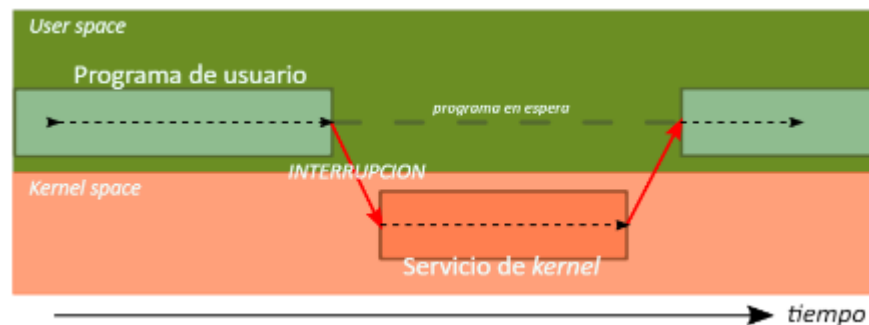 User space
Programa de usuario
programa en espera
INTERRUPCION
Kernel space
Servicio de kernel
tiempo